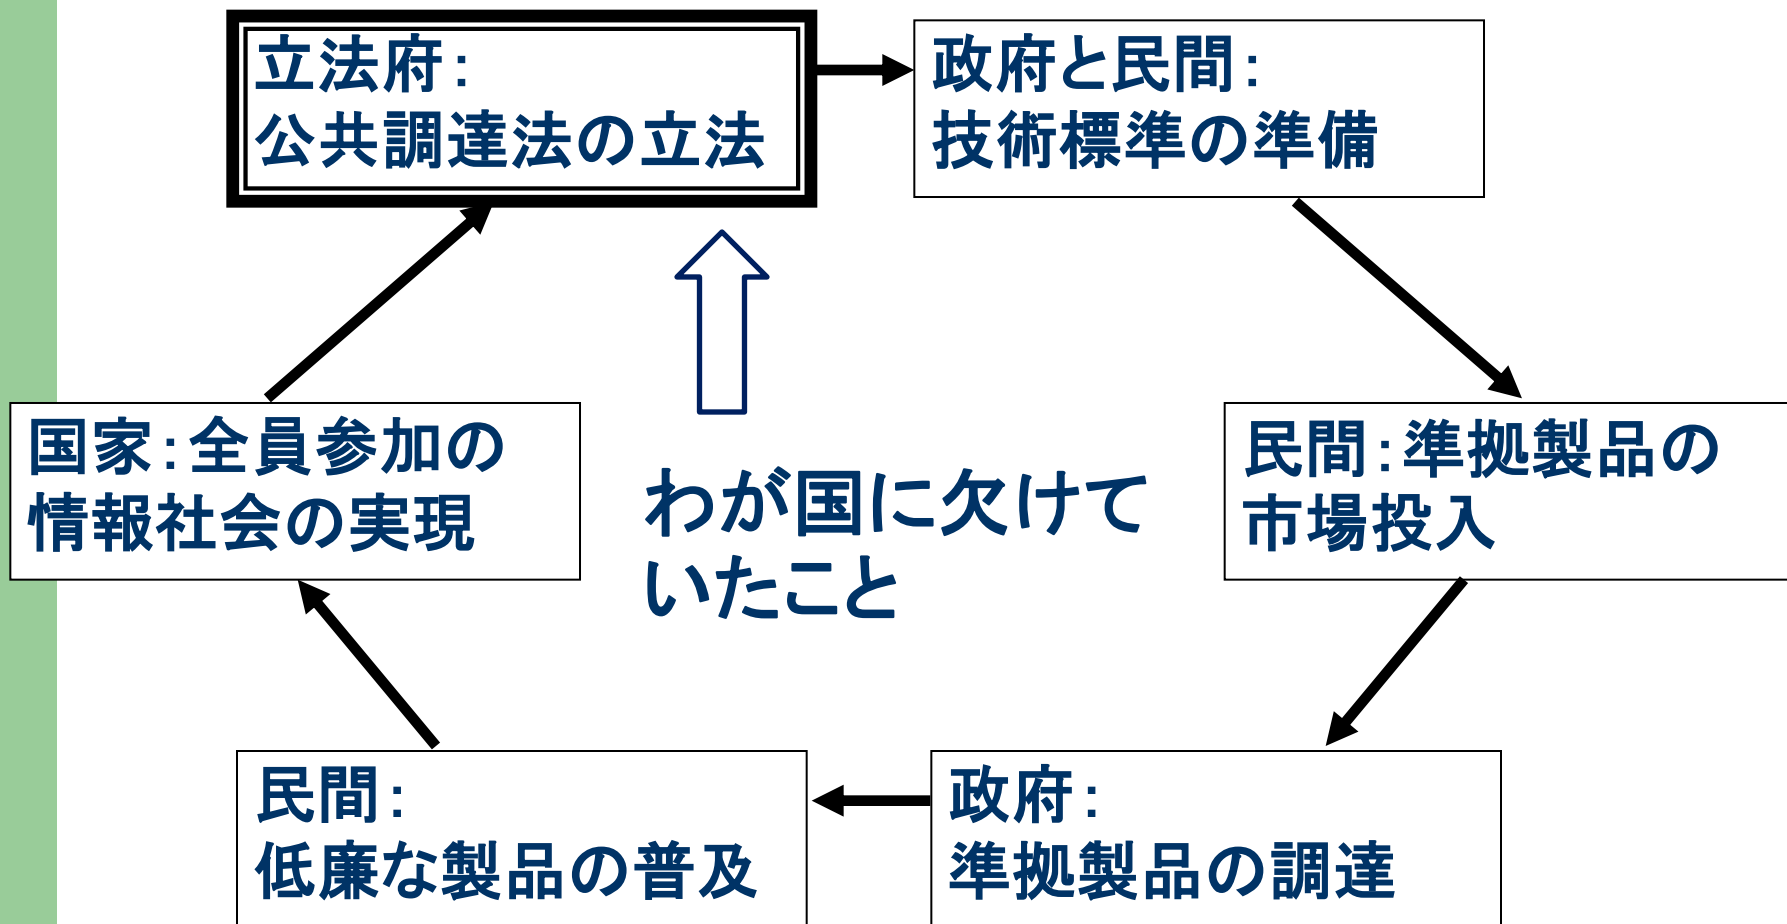 立法府：
公共調達法の立法
政府と民間：
技術標準の準備
民間：準拠製品の
市場投入
政府：
準拠製品の調達
民間：
低廉な製品の普及
国家：全員参加の
情報社会の実現
わが国に欠けて
いたこと